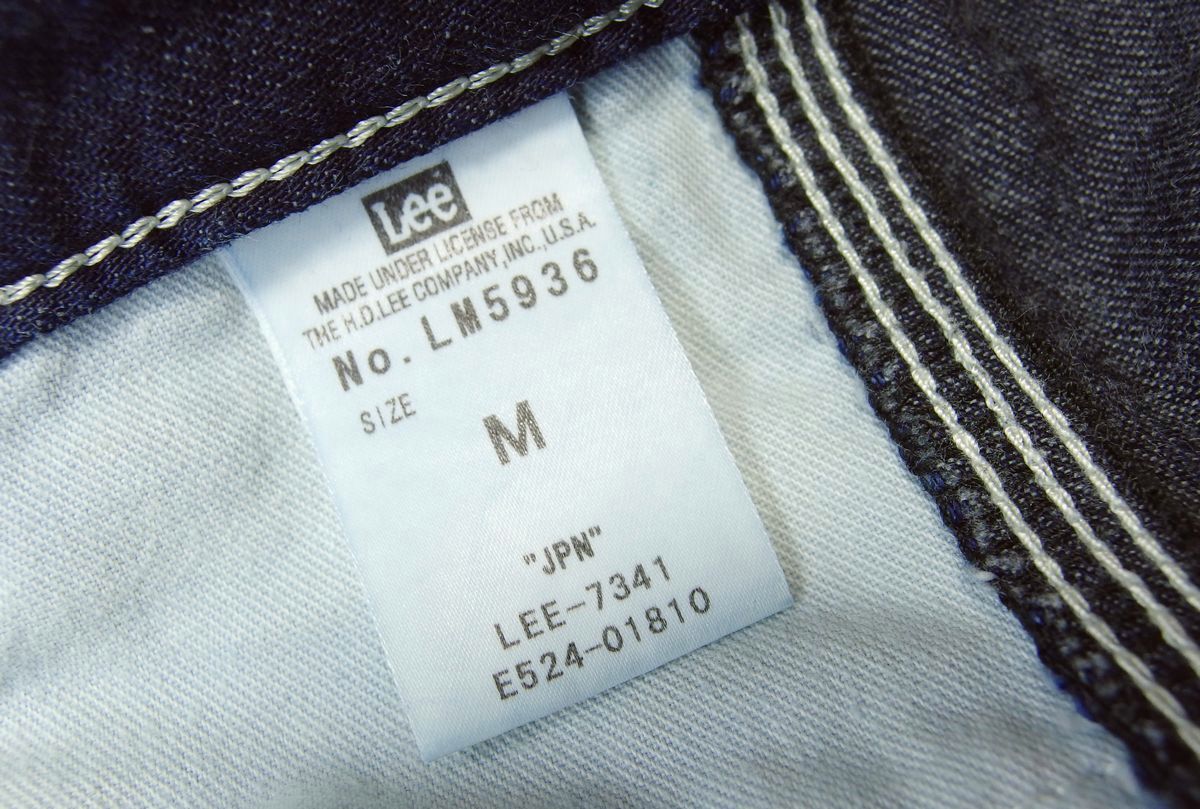 Lee
MADE UNDER LICENSE FROM
THE H.D.LEE COMPANY,INC.,U.S.A.
No. LM5936
SIZE
M
"JPN"
LEE-7341
E524-01810